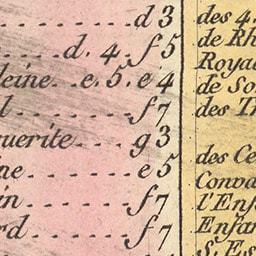 d 3
d. 4. f 5
leine e. 5. e 4
l f 7
guerite g 3
ne e 5
in f 7
rd f 7
des 4.
de Rh
Royal
de So
des T
des Ce
Conva
l'Enf
Enfan
S. Es